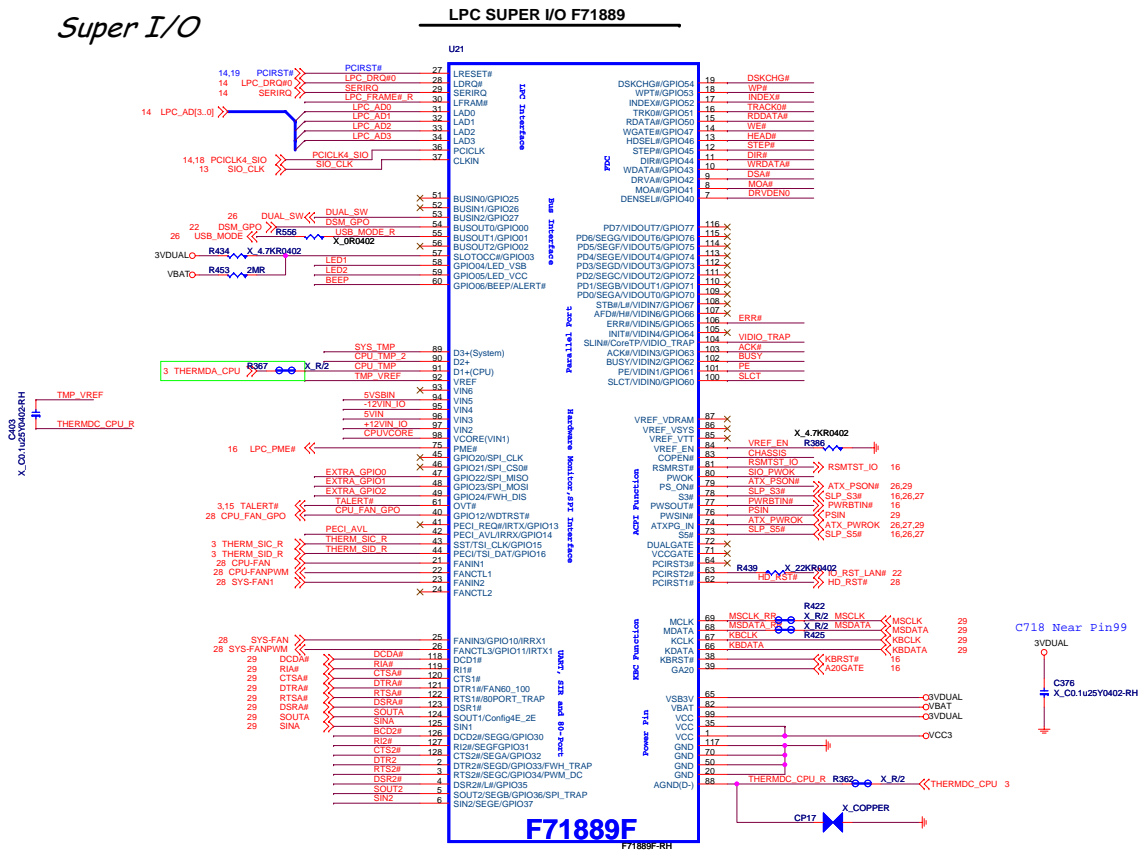 Super I/O
LPC SUPER I/O F71889
U21
14,19 PCIRST# PCIRST# 27 LRESET#
14 LPC_DRQ#0 LPC_DRQ#0 28 LDRQ#
14 SERIRQ SERIRQ 29 SERIRQ
LPC_FRAME#_R 30 LFRAM#
14 LPC_AD[3..0] LPC_AD0 31 LAD0
LPC_AD1 32 LAD1
LPC_AD2 33 LAD2
LPC_AD3 34 LAD3
36 PCICLK
14,18 PCICLK4_SIO PCICLK4_SIO 37 CLKIN
13 SIO_CLK SIO_CLK
LPC Interface
51 BUSIN0/GPIO25
52 BUSIN1/GPIO26
26 DUAL_SW DUAL_SW 53 BUSIN2/GPIO27
22 DSM_GPO DSM_GPO 54 BUSOUT0/GPIO00
26 USB_MODE R556 X_0R0402 USB_MODE_R 55 BUSOUT1/GPIO01
56 BUSOUT2/GPIO02
3VDUAL R434 X_4.7KR0402 57 SLOTOCC#/GPIO03
VBAT R453 2MR
LED1 58 GPIO04/LED_VSB
LED2 59 GPIO05/LED_VCC
BEEP 60 GPIO06/BEEP/ALERT#
Bus Interface
SYS_TMP 89 D3+(System)
CPU_TMP_2 90 D2+
3 THERMDA_CPU R367 X_R/2 CPU_TMP 91 D1+(CPU)
TMP_VREF 92 VREF
93 VIN6
5VSBIN 94 VIN5
-12VIN_IO 95 VIN4
5VIN 96 VIN3
+12VIN_IO 97 VIN2
CPUVCORE 98 VCORE(VIN1)
16 LPC_PME# 75 PME#
45 GPIO20/SPI_CLK
46 GPIO21/SPI_CS0#
EXTRA_GPIO0 47 GPIO22/SPI_MISO
EXTRA_GPIO1 48 GPIO23/SPI_MOSI
EXTRA_GPIO2 49 GPIO24/FWH_DIS
3,15 TALERT# TALERT# 61 OVT#
28 CPU_FAN_GPO CPU_FAN_GPO 40 GPIO12/WDTRST#
41 PECI_REQ#/IRTX/GPIO13
PECI_AVL 42 PECI_AVL/IRRX/GPIO14
3 THERM_SIC_R THERM_SIC_R 43 SST/TSI_CLK/GPIO15
3 THERM_SID_R THERM_SID_R 44 PECI/TSI_DAT/GPIO16
28 CPU-FAN 21 FANIN1
28 CPU-FANPWM 22 FANCTL1
28 SYS-FAN1 23 FANIN2
24 FANCTL2
Hardware Monitor,SPI Interface
C403
X_C0.1u25Y0402-RH
TMP_VREF
THERMDC_CPU_R
28 SYS-FAN 25 FANIN3/GPIO10/IRRX1
28 SYS-FANPWM 26 FANCTL3/GPIO11/IRTX1
29 DCDA# DCDA# 118 DCD1#
29 RIA# RIA# 119 RI1#
29 CTSA# CTSA# 120 CTS1#
29 DTRA# DTRA# 121 DTR1#/FAN60_100
29 RTSA# RTSA# 122 RTS1#/80PORT_TRAP
29 DSRA# DSRA# 123 DSR1#
29 SOUTA SOUTA 124 SOUT1/Config4E_2E
29 SINA SINA 125 SIN1
BCD2# 126 DCD2#/SEGG/GPIO30
RI2# 127 RI2#/SEGFGPIO31
CTS2# 128 CTS2#/SEGA/GPIO32
DTR2 2 DTR2#/SEGD/GPIO33/FWH_TRAP
RTS2# 3 RTS2#/SEGC/GPIO34/PWM_DC
DSR2# 4 DSR2#/L#/GPIO35
SOUT2 5 SOUT2/SEGB/GPIO36/SPI_TRAP
SIN2 6 SIN2/SEGE/GPIO37
UART, SIR and 80-Port
DSKCHG#/GPIO54 19 DSKCHG#
WPT#/GPIO53 18 WP#
INDEX#/GPIO52 17 INDEX#
TRK0#/GPIO51 16 TRACK0#
RDATA#/GPIO50 15 RDDATA#
WGATE#/GPIO47 14 WE#
HDSEL#/GPIO46 13 HEAD#
STEP#/GPIO45 12 STEP#
DIR#/GPIO44 11 DIR#
WDATA#/GPIO43 10 WRDATA#
DRVA#/GPIO42 9 DSA#
MOA#/GPIO41 8 MOA#
DENSEL#/GPIO40 7 DRVDEN0
FDC
PD7/VIDOUT7/GPIO77 116
PD6/SEGG/VIDOUT6/GPIO76 115
PD5/SEGF/VIDOUT5/GPIO75 114
PD4/SEGE/VIDOUT4/GPIO74 113
PD3/SEGD/VIDOUT3/GPIO73 112
PD2/SEGC/VIDOUT2/GPIO72 111
PD1/SEGB/VIDOUT1/GPIO71 110
PD0/SEGA/VIDOUT0/GPIO70 109
STB#/L#/VIDIN7/GPIO67 108
AFD#/H#/VIDIN6/GPIO66 107
ERR#/VIDIN5/GPIO65 106 ERR#
INIT#/VIDIN4/GPIO64 105
SLIN#/CoreTP/VIDIO_TRAP 104 VIDIO_TRAP
ACK#/VIDIN3/GPIO63 103 ACK#
BUSY/VIDIN2/GPIO62 102 BUSY
PE/VIDIN1/GPIO61 101 PE
SLCT/VIDIN0/GPIO60 100 SLCT
Parallel Port
VREF_VDRAM 87
VREF_VSYS 86
VREF_VTT 85
VREF_EN 84 VREF_EN R386 X_4.7KR0402
COPEN# 83 CHASSIS
RSMRST# 81 RSMTST_IO RSMTST_IO 16
PWOK 80 SIO_PWOK
PS_ON# 79 ATX_PSON# ATX_PSON# 26,29
S3# 78 SLP_S3# SLP_S3# 16,26,27
PWSOUT# 77 PWRBTIN# PWRBTIN# 16
PWSIN# 76 PSIN PSIN 29
ATXPG_IN 74 ATX_PWROK ATX_PWROK 26,27,29
S5# 73 SLP_S5# SLP_S5# 16,26,27
DUALGATE 72
VCCGATE 71
PCIRST3# 64
PCIRST2# 63 R439 X_22KR0402 IO_RST_LAN# 22
PCIRST1# 62 HD_RST# HD_RST# 28
ACPI Function
MCLK 69 MSCLK_RR R422 X_R/2 MSCLK MSCLK 29
MDATA 68 MSDATA_RR X_R/2 MSDATA MSDATA 29
KCLK 67 KBCLK R425 KBCLK 29
KDATA 66 KBDATA KBDATA 29
KBRST# 38 KBRST# 16
GA20 39 A20GATE 16
KBC Function
VSB3V 65 3VDUAL
VBAT 82 VBAT
VCC 99 3VDUAL
VCC 35
VCC 1 VCC3
GND 117
GND 70
GND 50
GND 20
AGND(D-) 88 THERMDC_CPU_R R362 X_R/2 THERMDC_CPU 3
Power Pin
CP17 X_COPPER
C718 Near Pin99
3VDUAL
C376
X_C0.1u25Y0402-RH
F71889F
F71889F-RH